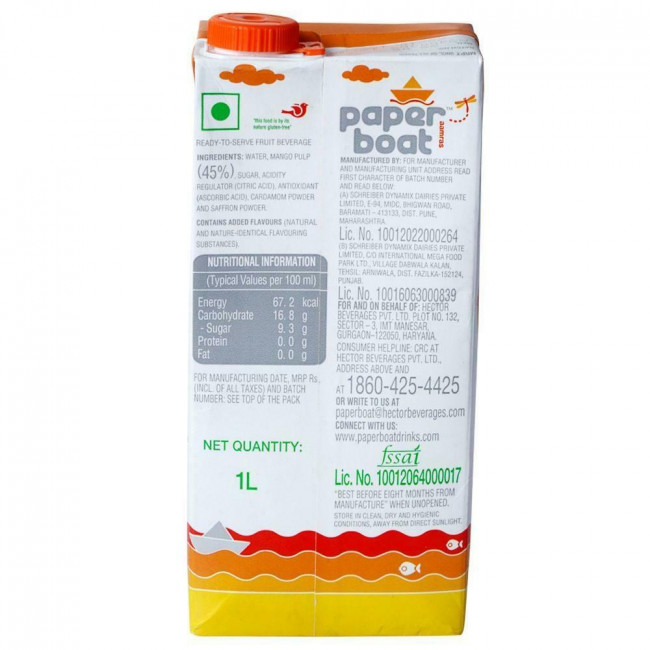 "this food is by its
nature gluten-free"
READY-TO-SERVE FRUIT BEVERAGE
INGREDIENTS: WATER, MANGO PULP
(45%), SUGAR, ACIDITY
REGULATOR (CITRIC ACID), ANTIOXIDANT
(ASCORBIC ACID), CARDAMOM POWDER
AND SAFFRON POWDER.
CONTAINS ADDED FLAVOURS (NATURAL
AND NATURE-IDENTICAL FLAVOURING
SUBSTANCES).
NUTRITIONAL INFORMATION
(Typical Values per 100 ml)
Energy 67.2 kcal
Carbohydrate 16.8 g
- Sugar 9.3 g
Protein 0.0 g
Fat 0.0 g
FOR MANUFACTURING DATE, MRP Rs.
(INCL. OF ALL TAXES) AND BATCH
NUMBER: SEE TOP OF THE PACK
NET QUANTITY:
1L
paper
boat
TM
aamras
MANUFACTURED BY: FOR MANUFACTURER
AND MANUFACTURING UNIT ADDRESS READ
FIRST CHARACTER OF BATCH NUMBER
AND READ BELOW:
(A) SCHREIBER DYNAMIX DAIRIES PRIVATE
LIMITED, E-94, MIDC, BHIGWAN ROAD,
BARAMATI - 413133, DIST. PUNE,
MAHARASHTRA.
Lic. No. 10012022000264
(B) SCHREIBER DYNAMIX DAIRIES PRIVATE
LIMITED, C/O INTERNATIONAL MEGA FOOD
PARK LTD., VILLAGE DABWALA KALAN,
TEHSIL: ARNIWALA, DIST. FAZILKA-152124,
PUNJAB.
Lic. No. 10016063000839
FOR AND ON BEHALF OF: HECTOR
BEVERAGES PVT. LTD. PLOT NO. 132,
SECTOR - 3, IMT MANESAR,
GURGAON-122050, HARYANA.
CONSUMER HELPLINE: CRC AT
HECTOR BEVERAGES PVT. LTD.,
ADDRESS ABOVE AND
AT 1860-425-4425
OR WRITE TO US AT
paperboat@hectorbeverages.com
CONNECT WITH US:
www.paperboatdrinks.com
fssai
Lic. No. 10012064000017
"BEST BEFORE EIGHT MONTHS FROM
MANUFACTURE" WHEN UNOPENED.
STORE IN CLEAN, DRY AND HYGIENIC
CONDITIONS, AWAY FROM DIRECT SUNLIGHT.